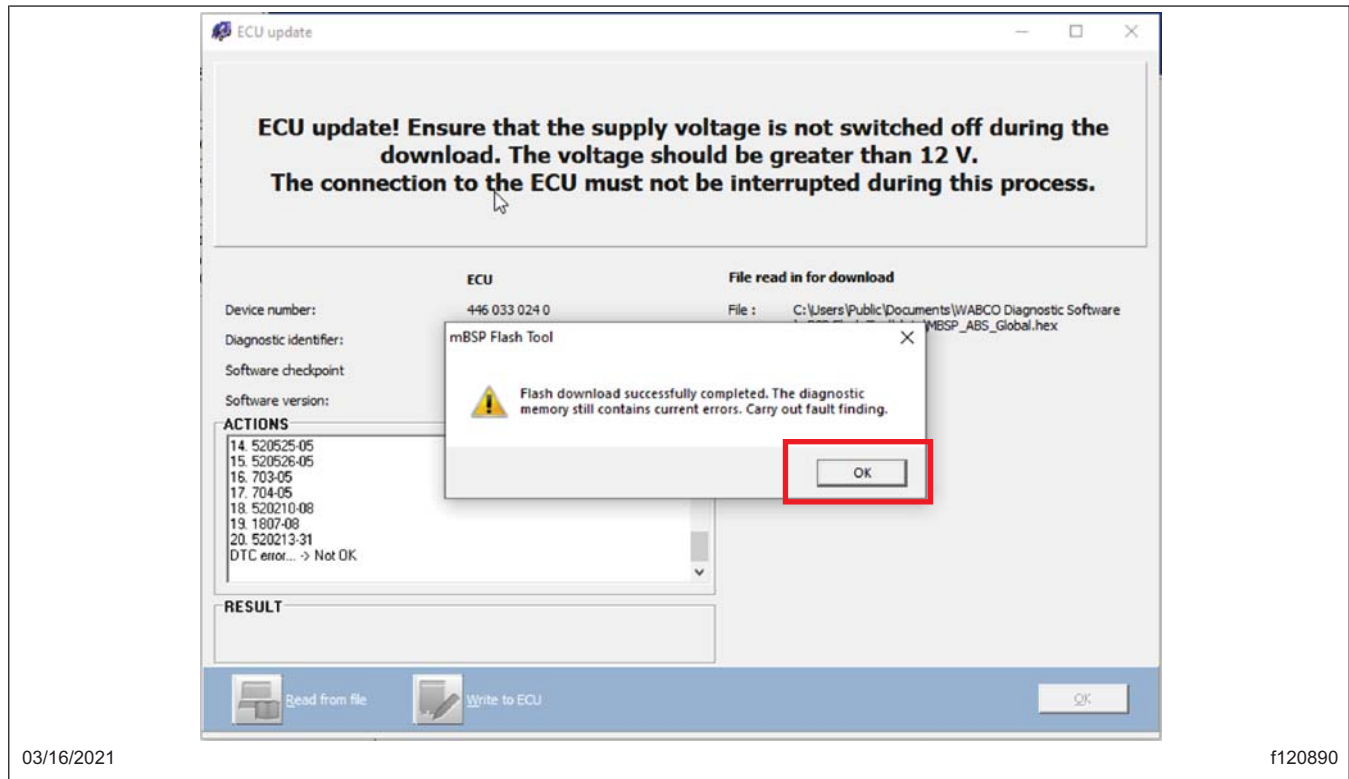 ECU update
ECU update! Ensure that the supply voltage is not switched off during the
download. The voltage should be greater than 12 V.
The connection to the ECU must not be interrupted during this process.
ECU
File read in for download
Device number:
446 033 024 0
File :
C:\Users\Public\Documents\WABCO Diagnostic Software
MBSP_ABS_Global.hex
Diagnostic identifier:
Software checkpoint
Software version:
mBSP Flash Tool
Flash download successfully completed. The diagnostic
memory still contains current errors. Carry out fault finding.
OK
ACTIONS
14. 520525-05
15. 520526-05
16. 703-05
17. 704-05
18. 520210-08
19. 1807-08
20. 520213-31
DTC error... -> Not OK
RESULT
Read from file
Write to ECU
OK
03/16/2021
f120890